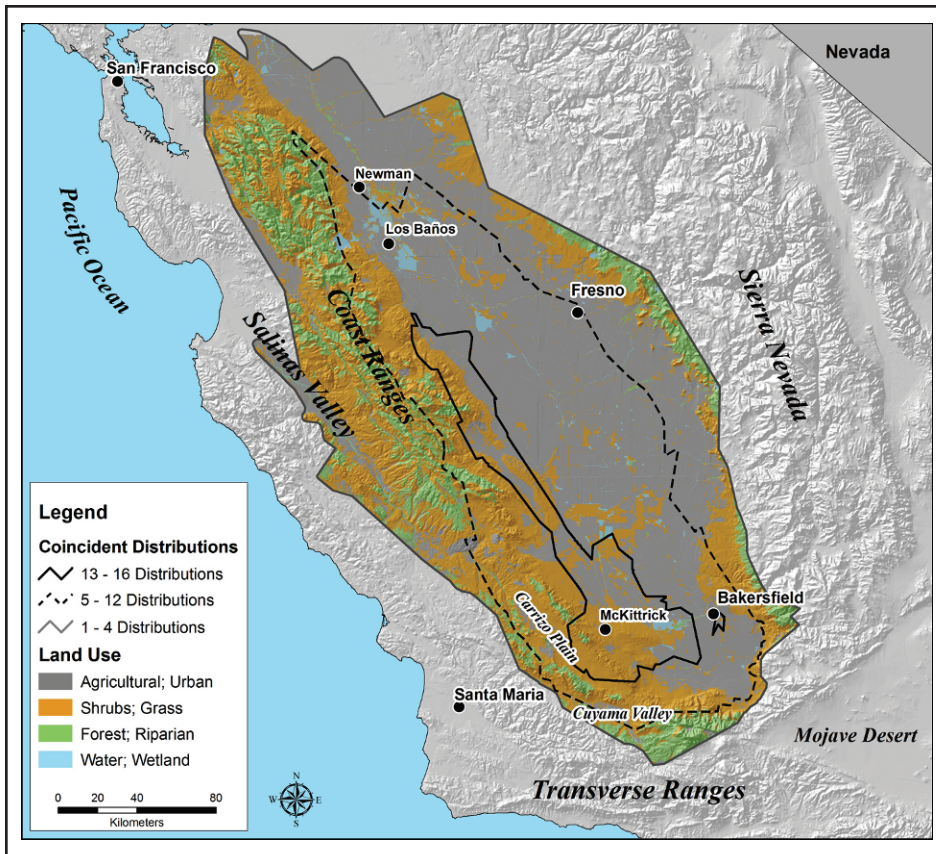 Nevada
San Francisco
Pacific Ocean
Newman
Los Baños
Fresno
Sierra Nevada
Coast Ranges
Salinas Valley
Carrizo Plain
McKittrick
Bakersfield
Santa Maria
Cuyama Valley
Mojave Desert
Transverse Ranges
Legend
Coincident Distributions
13 - 16 Distributions
5 - 12 Distributions
1 - 4 Distributions
Land Use
Agricultural; Urban
Shrubs; Grass
Forest; Riparian
Water; Wetland
0 20 40 80
Kilometers
N
W E
S